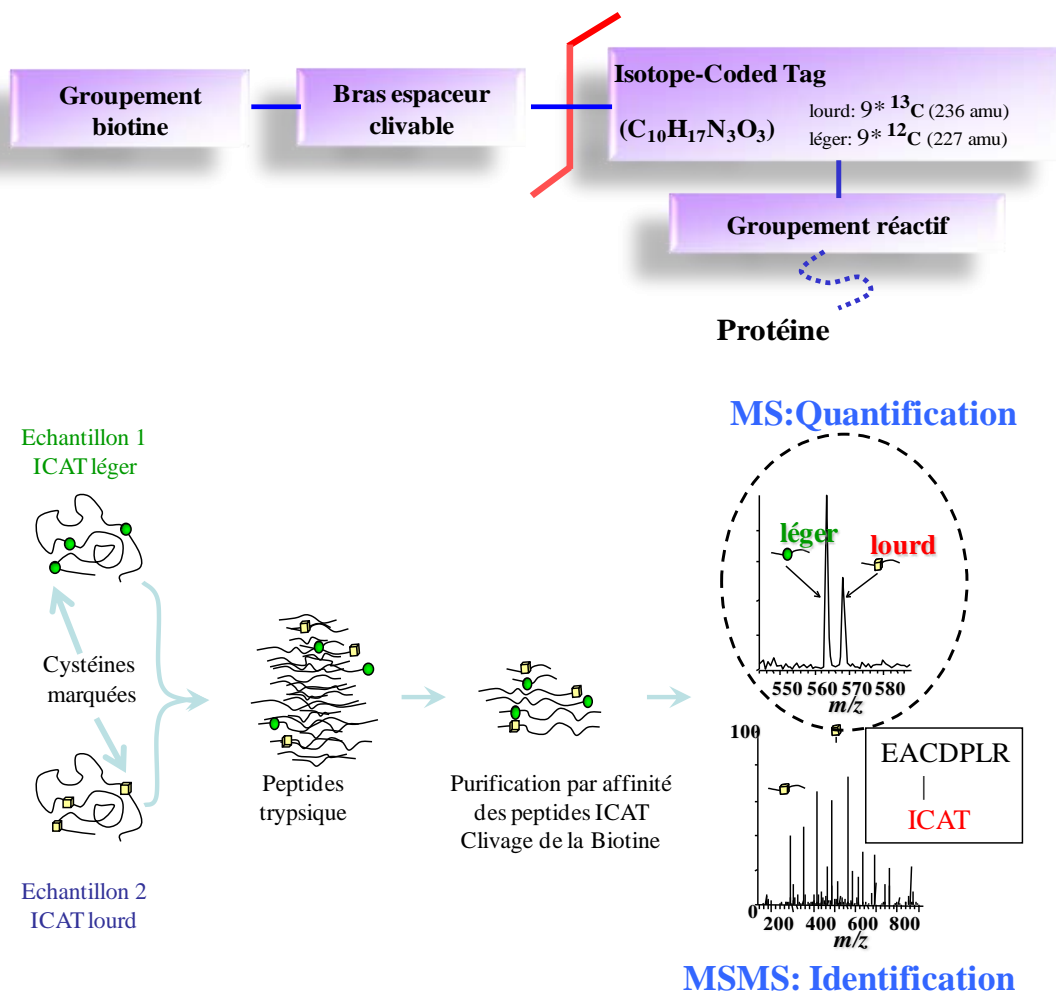 Groupement
biotine
Bras espaceur
clivable
Isotope-Coded Tag
(C₁₀H₁₇N₃O₃)
lourd: 9* ¹³C (236 amu)
léger: 9* ¹²C (227 amu)
Groupement réactif
Protéine
MS:Quantification
Echantillon 1
ICAT léger
léger
lourd
Cystéines
marquées
550 560 570 580
m/z
Peptides
trypsique
Purification par affinité
des peptides ICAT
Clivage de la Biotine
100
EACDPLR
ICAT
0
200 400 600 800
m/z
Echantillon 2
ICAT lourd
MSMS: Identification